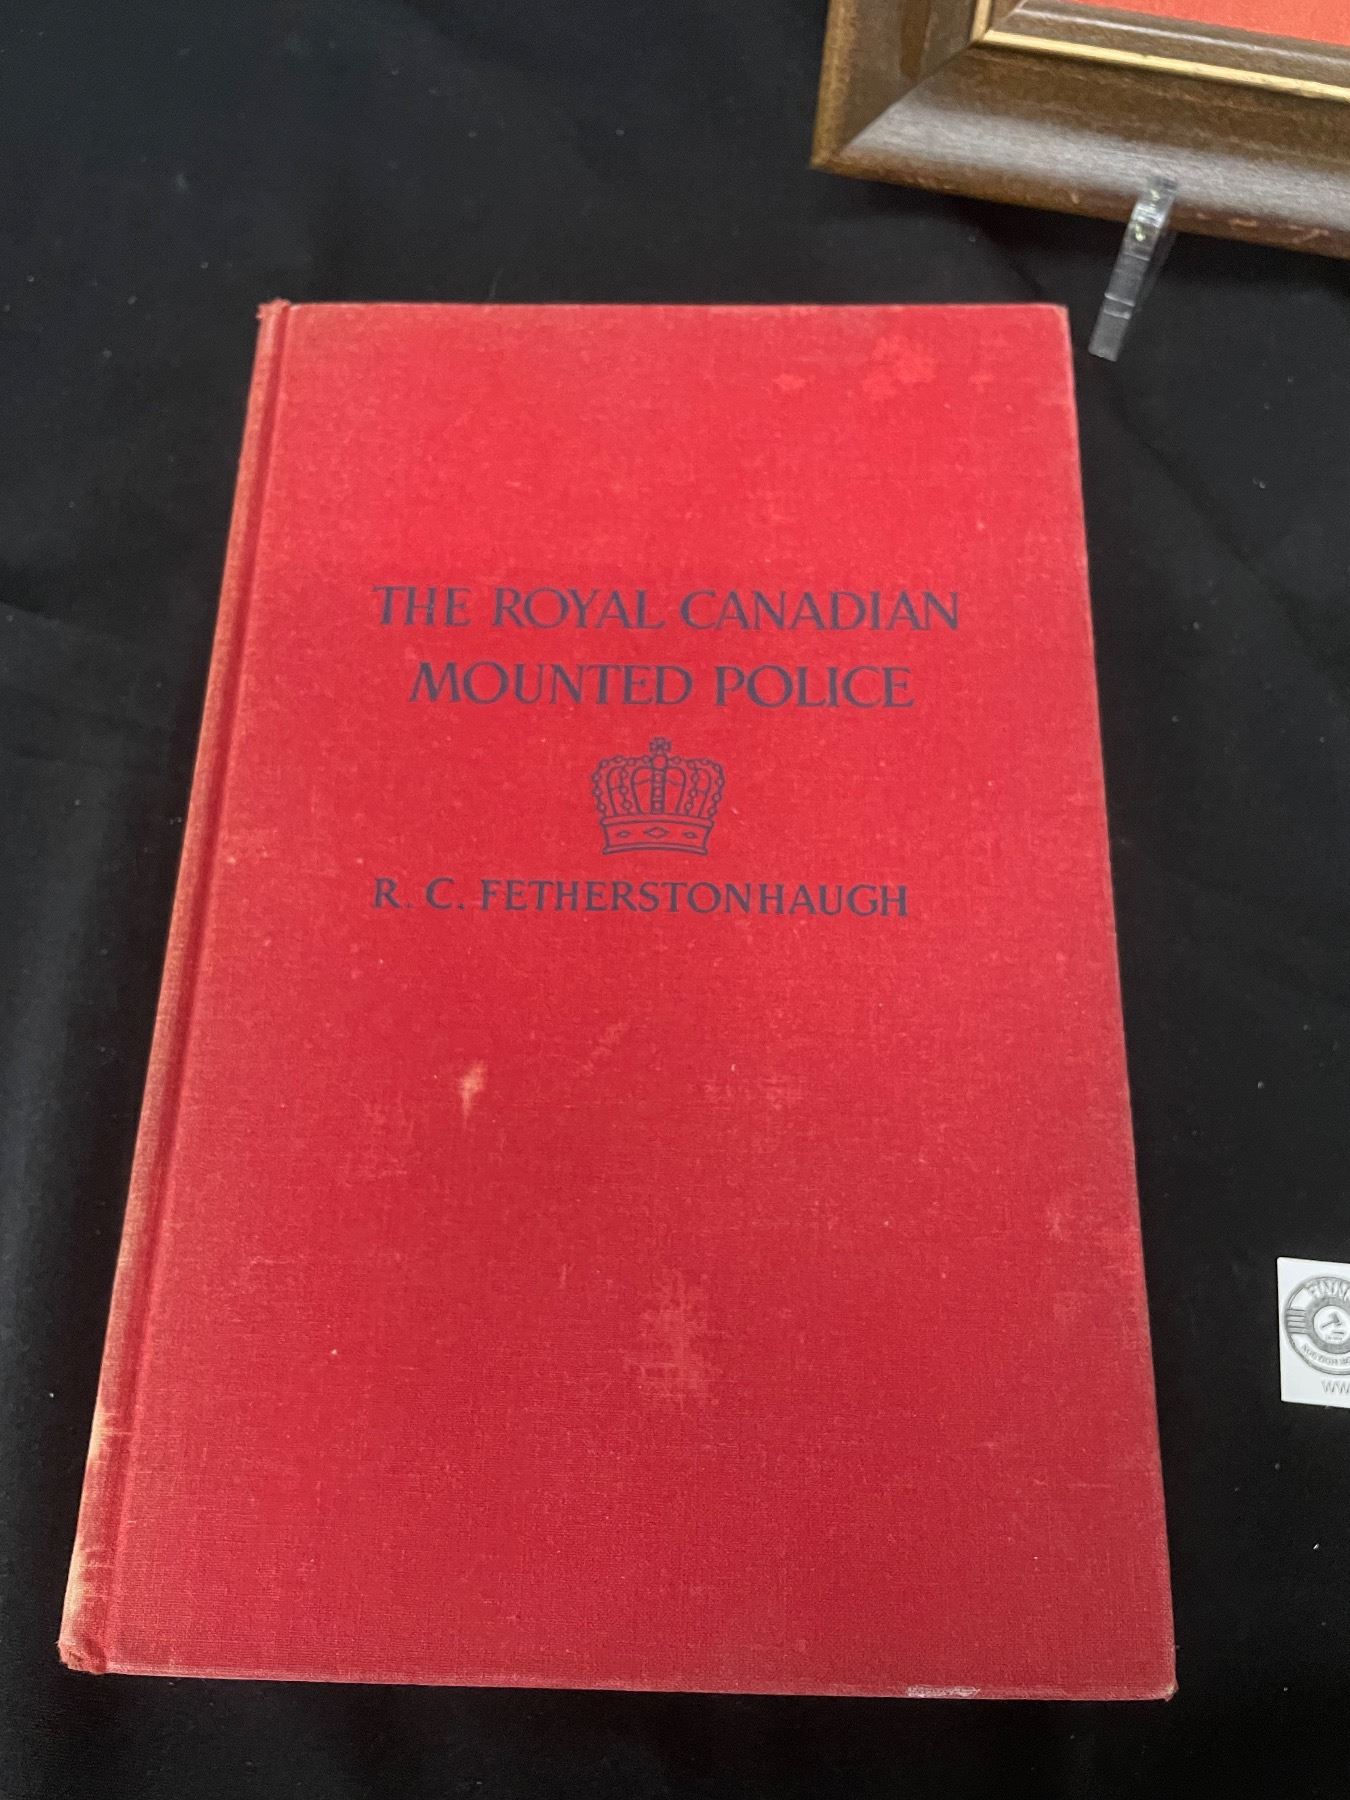 THE ROYAL CANADIAN
MOUNTED POLICE
R. C. FETHERSTONHAUGH